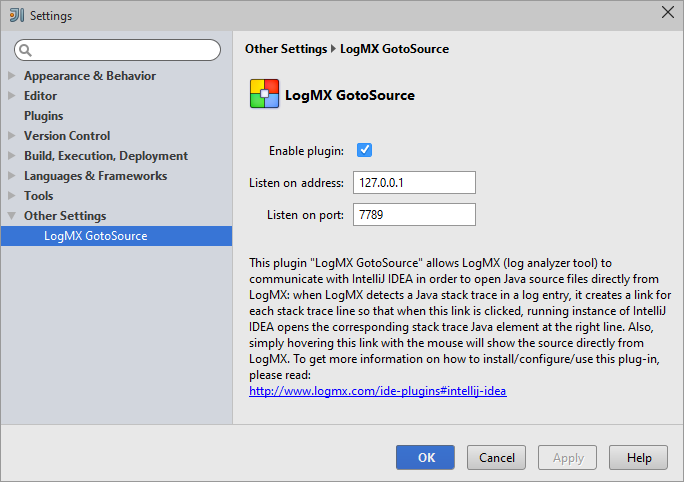 Settings
Appearance & Behavior
Editor
Plugins
Version Control
Build, Execution, Deployment
Languages & Frameworks
Tools
Other Settings
LogMX GotoSource
Other Settings ▸ LogMX GotoSource
LogMX GotoSource
Enable plugin:
Listen on address: 127.0.0.1
Listen on port: 7789
This plugin "LogMX GotoSource" allows LogMX (log analyzer tool) to
communicate with IntelliJ IDEA in order to open Java source files directly from
LogMX: when LogMX detects a Java stack trace in a log entry, it creates a link for
each stack trace line so that when this link is clicked, running instance of IntelliJ
IDEA opens the corresponding stack trace Java element at the right line. Also,
simply hovering this link with the mouse will show the source directly from
LogMX. To get more information on how to install/configure/use this plug-in,
please read:
http://www.logmx.com/ide-plugins#intellij-idea
OK Cancel Apply Help